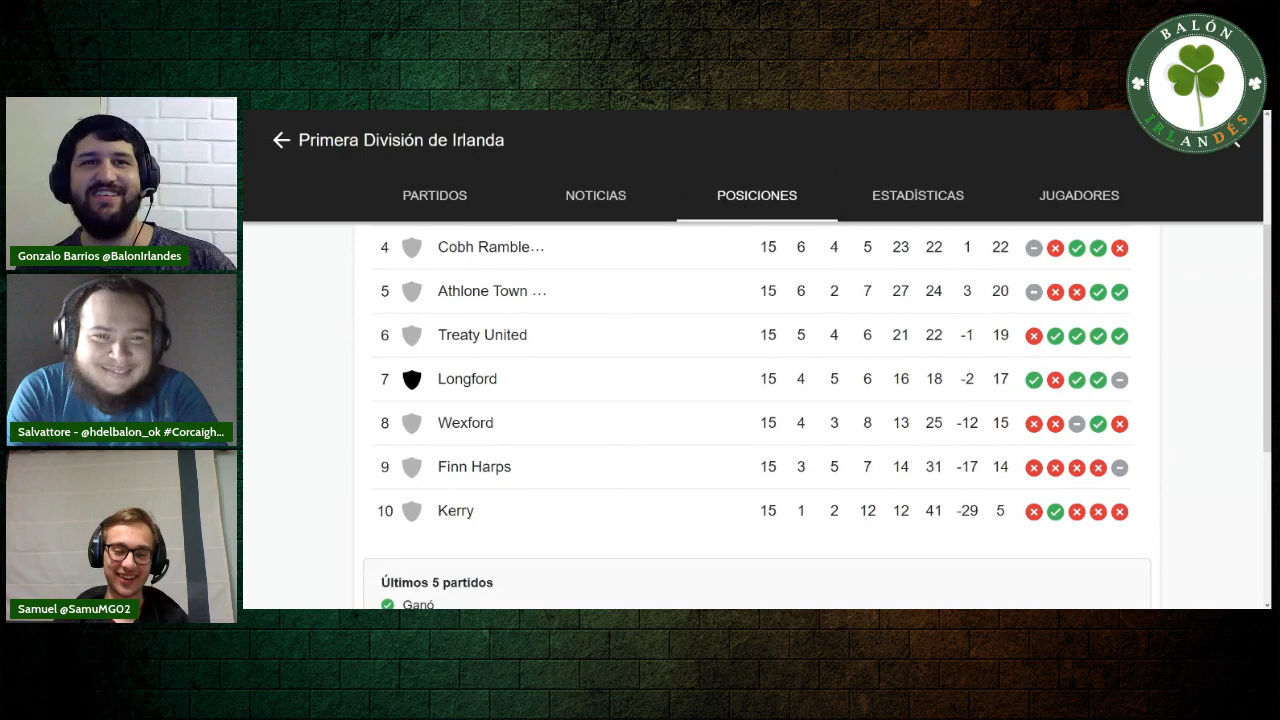 BALÓN
IRLANDÉS
Primera División de Irlanda
PARTIDOS NOTICIAS POSICIONES ESTADÍSTICAS JUGADORES
4 Cobh Ramble... 15 6 4 5 23 22 1 22
5 Athlone Town ... 15 6 2 7 27 24 3 20
6 Treaty United 15 5 4 6 21 22 -1 19
7 Longford 15 4 5 6 16 18 -2 17
8 Wexford 15 4 3 8 13 25 -12 15
9 Finn Harps 15 3 5 7 14 31 -17 14
10 Kerry 15 1 2 12 12 41 -29 5
Últimos 5 partidos
Ganó
Gonzalo Barrios @BalonIrlandes
Salvattore - @hdelbalon_ok #Corcaigh...
Samuel @SamuMG02